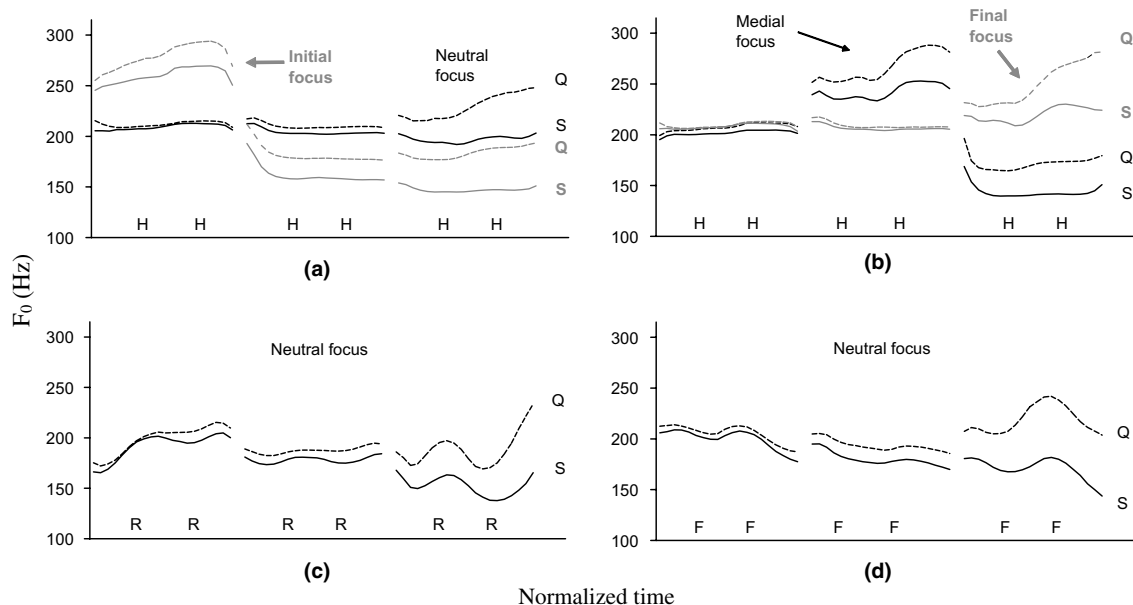 300
250
200
150
100
Initial
focus
Neutral
focus
Q
S
Q
S
H H H H H H
(a)
300
250
200
150
100
Medial
focus
Final
focus
Q
S
Q
S
H H H H H H
(b)
F0 (Hz)
300
250
200
150
100
Neutral focus
Q
S
R R R R R R
(c)
300
250
200
150
100
Neutral focus
Q
S
F F F F F F
(d)
Normalized time